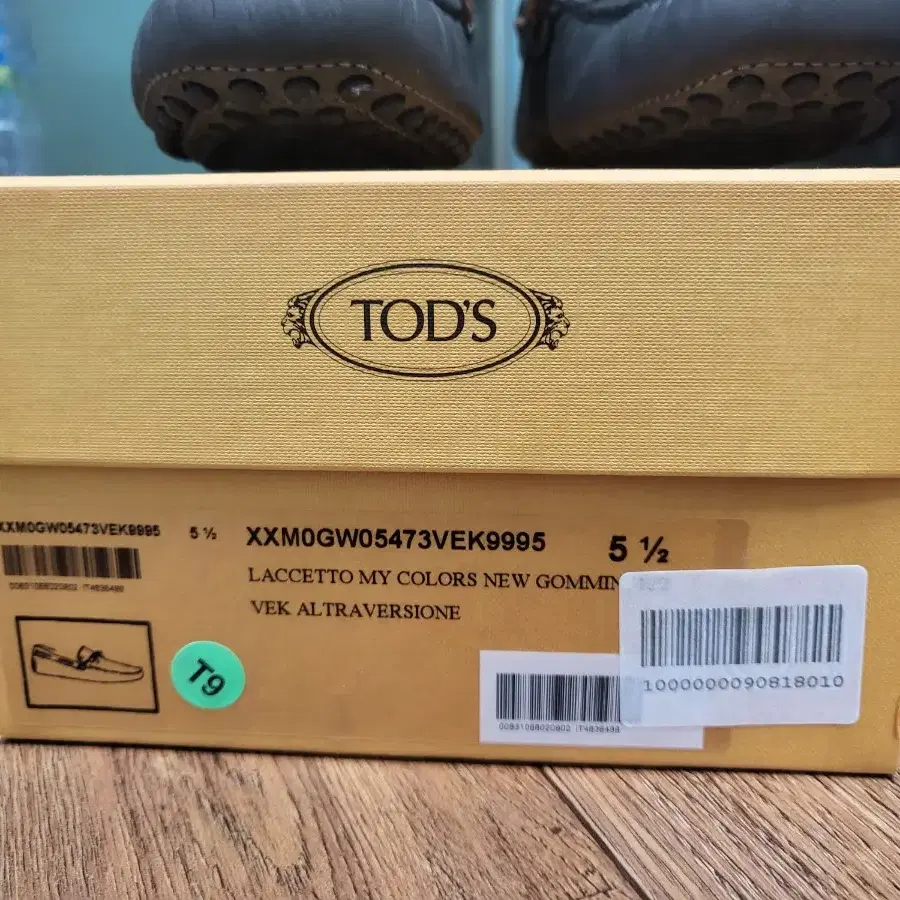 TOD'S
XXM0GW05473VEK9995 5 ½
XXM0GW05473VEK9995 5 ½
LACCETTO MY COLORS NEW GOMMIN
VEK ALTRAVERSIONE
T9
1000000090818010